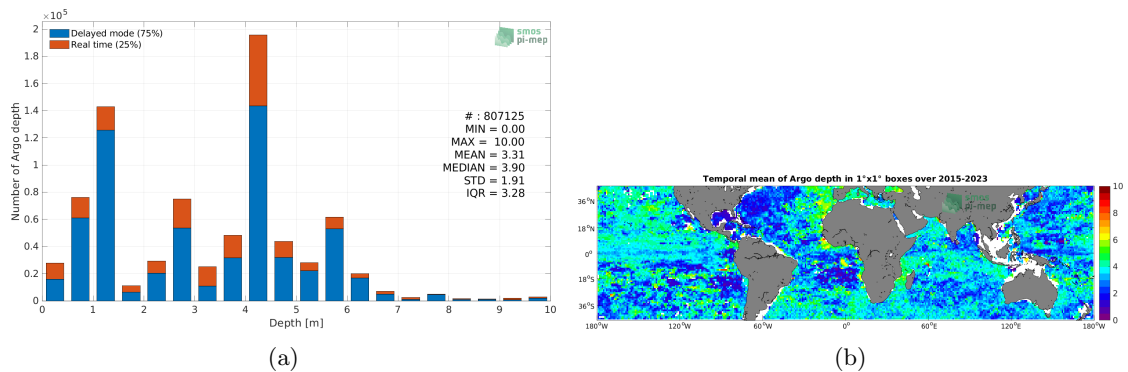 ×10⁵
2
1.8
1.6
1.4
1.2
1
0.8
0.6
0.4
0.2
0
Number of Argo depth
Delayed mode (75%)
Real time (25%)
smos
pi-mep
# : 807125
MIN = 0.00
MAX = 10.00
MEAN = 3.31
MEDIAN = 3.90
STD = 1.91
IQR = 3.28
0 1 2 3 4 5 6 7 8 9 10
Depth [m]
(a)
Temporal mean of Argo depth in 1°x1° boxes over 2015-2023
smos
pi-mep
36°N
18°N
0°
18°S
36°S
180°W 120°W 60°W 0° 60°E 120°E 180°W
10
8
6
4
2
0
(b)